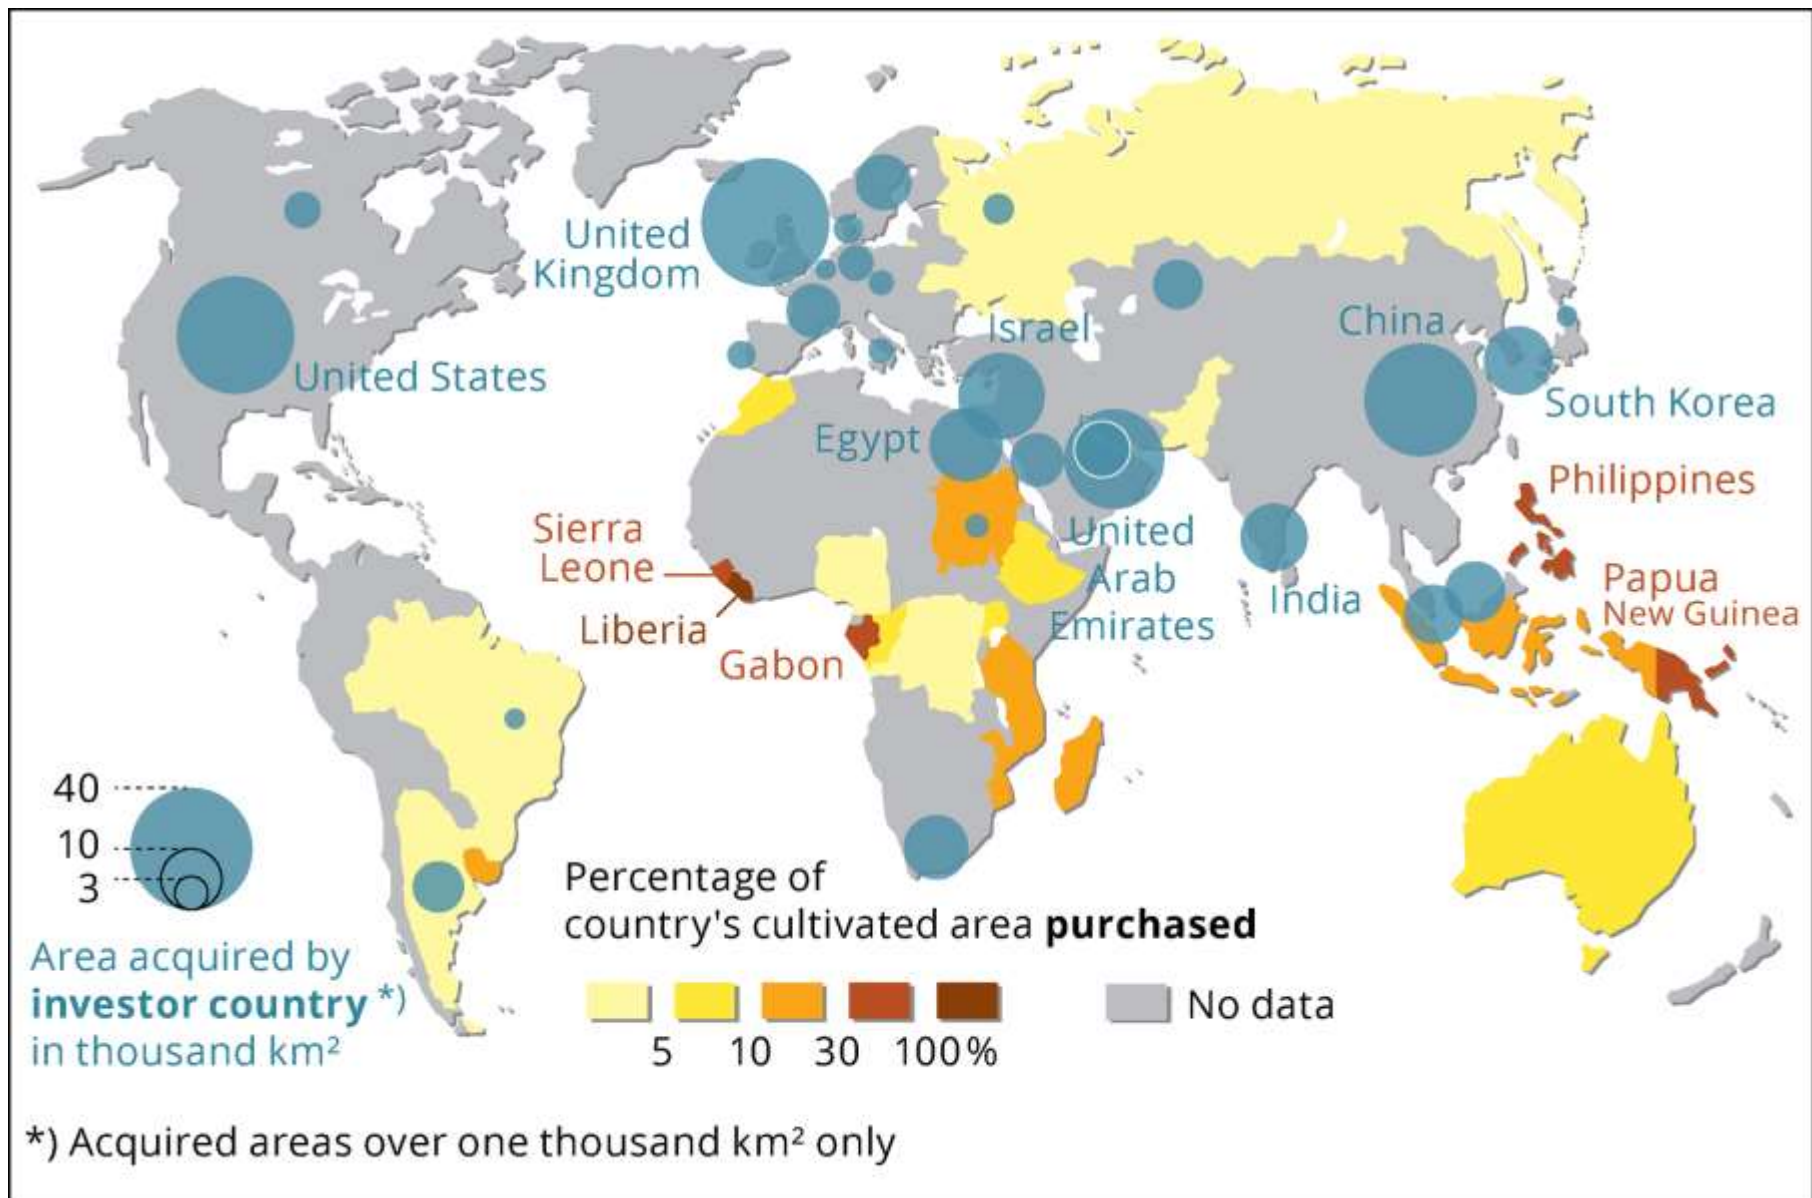 United
Kingdom
Israel
China
United States
South Korea
Egypt
Philippines
Sierra
Leone
United
Arab
Emirates
India
Papua
New Guinea
Liberia
Gabon
40
10
3
Area acquired by
investor country *)
in thousand km²
Percentage of
country's cultivated area purchased
No data
5 10 30 100%
*) Acquired areas over one thousand km² only